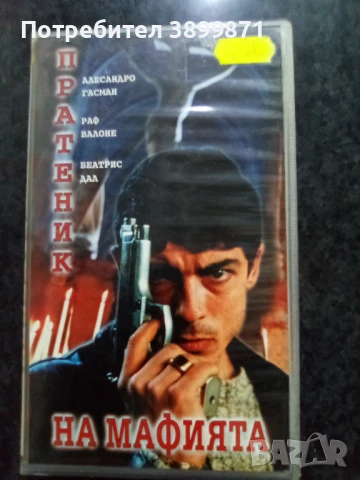 Потребител 3899871
ПРАТЕНИК
АЛЕСАНДРО
ГАСМАН
РАФ
ВАЛОНЕ
БЕАТРИС
ДАЛ
НА МАФИЯТА
BAZAR